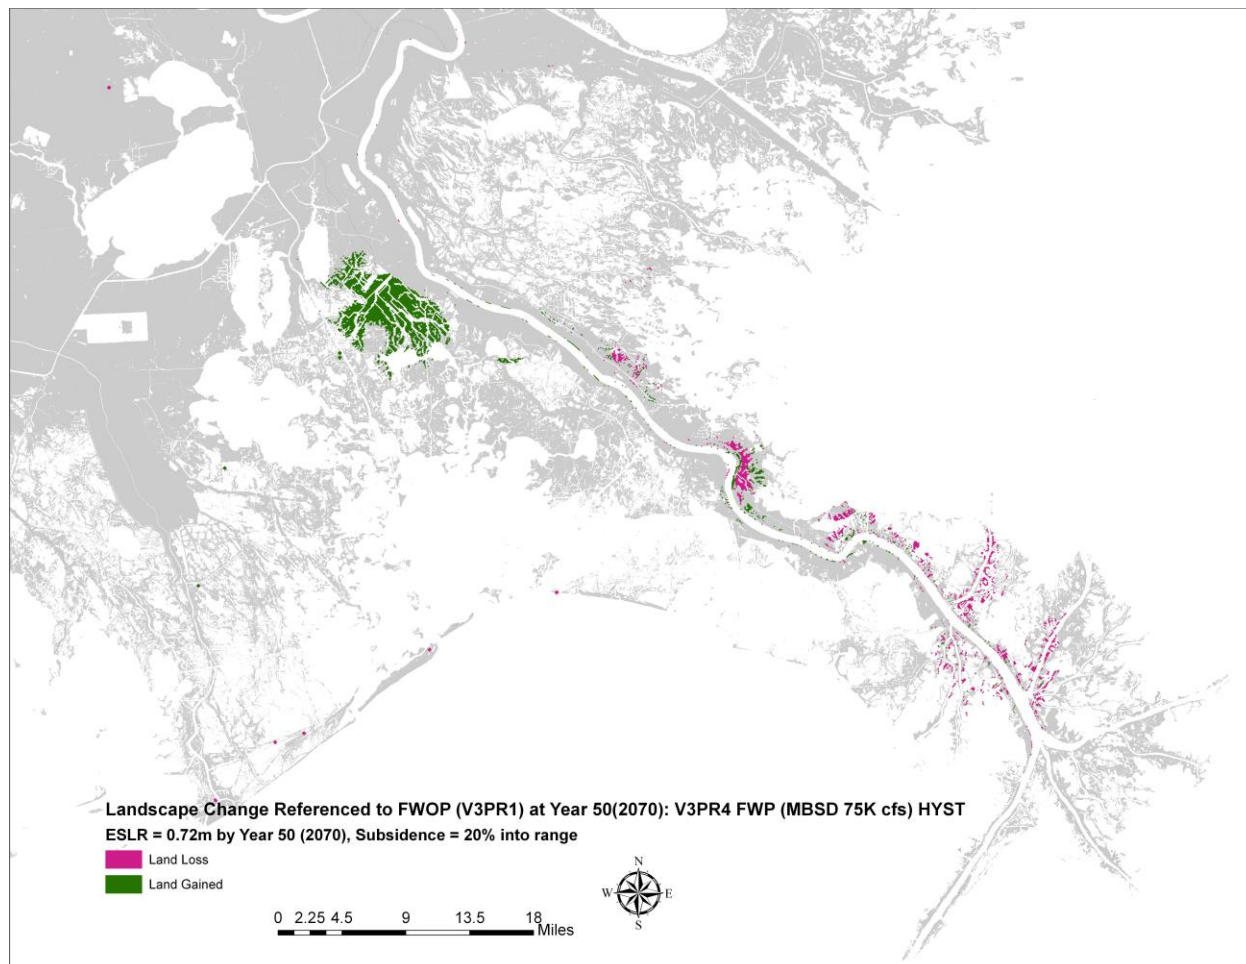 Landscape Change Referenced to FWOP (V3PR1) at Year 50(2070): V3PR4 FWP (MBSD 75K cfs) HYST
ESLR = 0.72m by Year 50 (2070), Subsidence = 20% into range
Land Loss
Land Gained
N
W E
S
0 2.25 4.5 9 13.5 18
Miles